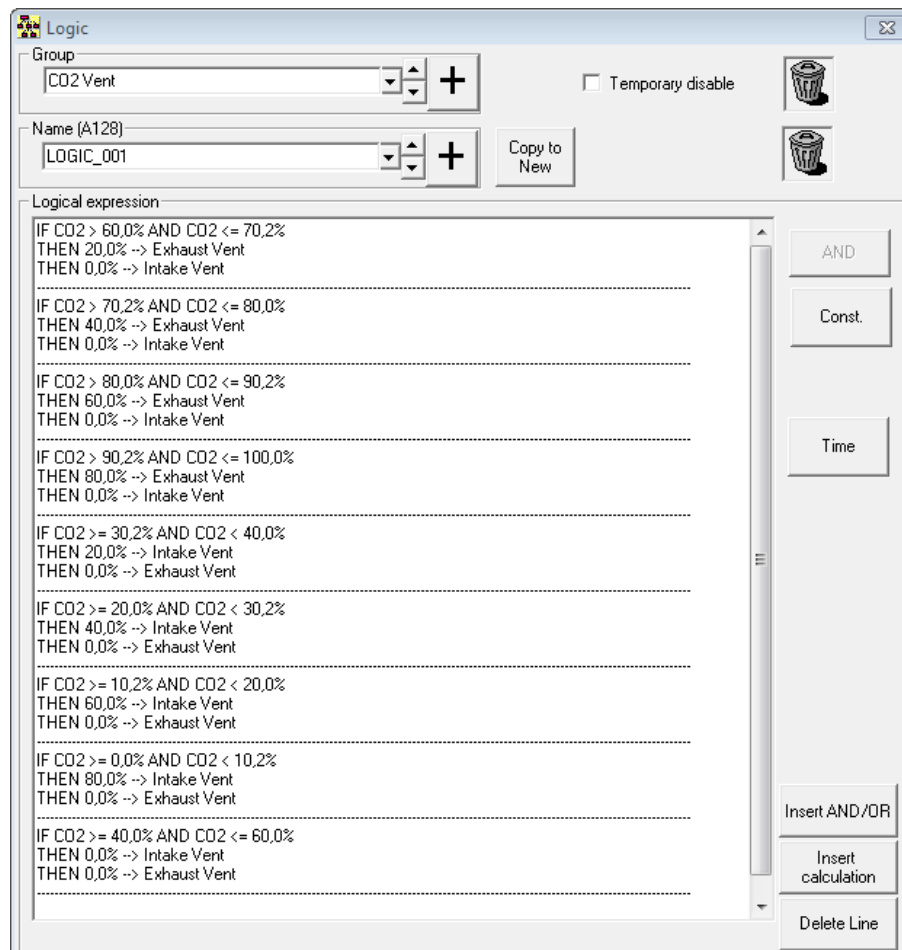 Logic
Group
CO2 Vent
+
Temporary disable
Name (A128)
LOGIC_001
+
Copy to
New
Logical expression
IF CO2 > 60,0% AND CO2 <= 70,2%
THEN 20,0% --> Exhaust Vent
THEN 0,0% --> Intake Vent
IF CO2 > 70,2% AND CO2 <= 80,0%
THEN 40,0% --> Exhaust Vent
THEN 0,0% --> Intake Vent
IF CO2 > 80,0% AND CO2 <= 90,2%
THEN 60,0% --> Exhaust Vent
THEN 0,0% --> Intake Vent
IF CO2 > 90,2% AND CO2 <= 100,0%
THEN 80,0% --> Exhaust Vent
THEN 0,0% --> Intake Vent
IF CO2 >= 30,2% AND CO2 < 40,0%
THEN 20,0% --> Intake Vent
THEN 0,0% --> Exhaust Vent
IF CO2 >= 20,0% AND CO2 < 30,2%
THEN 40,0% --> Intake Vent
THEN 0,0% --> Exhaust Vent
IF CO2 >= 10,2% AND CO2 < 20,0%
THEN 60,0% --> Intake Vent
THEN 0,0% --> Exhaust Vent
IF CO2 >= 0,0% AND CO2 < 10,2%
THEN 80,0% --> Intake Vent
THEN 0,0% --> Exhaust Vent
IF CO2 >= 40,0% AND CO2 <= 60,0%
THEN 0,0% --> Intake Vent
THEN 0,0% --> Exhaust Vent
AND
Const.
Time
Insert AND/OR
Insert
calculation
Delete Line